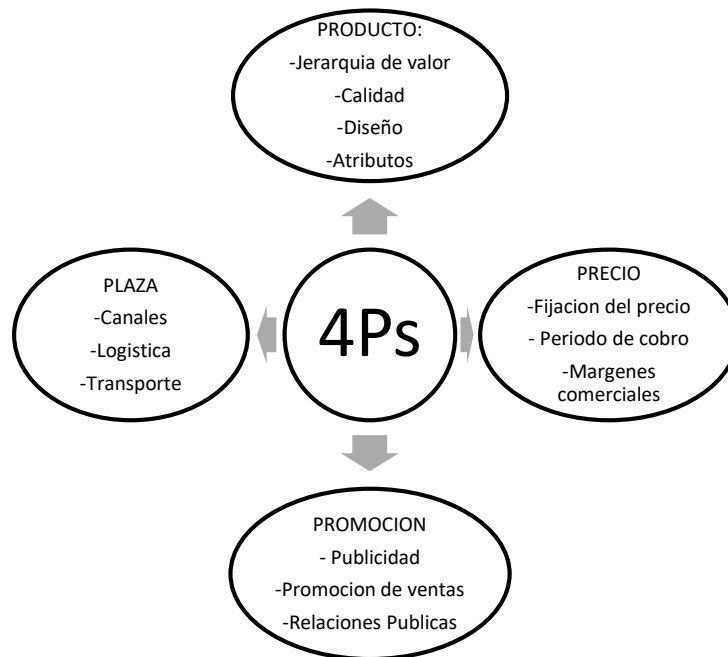 PRODUCTO:
-Jerarquia de valor
-Calidad
-Diseño
-Atributos
PLAZA
-Canales
-Logistica
-Transporte
4Ps
PRECIO
-Fijacion del precio
- Periodo de cobro
-Margenes
comerciales
PROMOCION
- Publicidad
-Promocion de ventas
-Relaciones Publicas